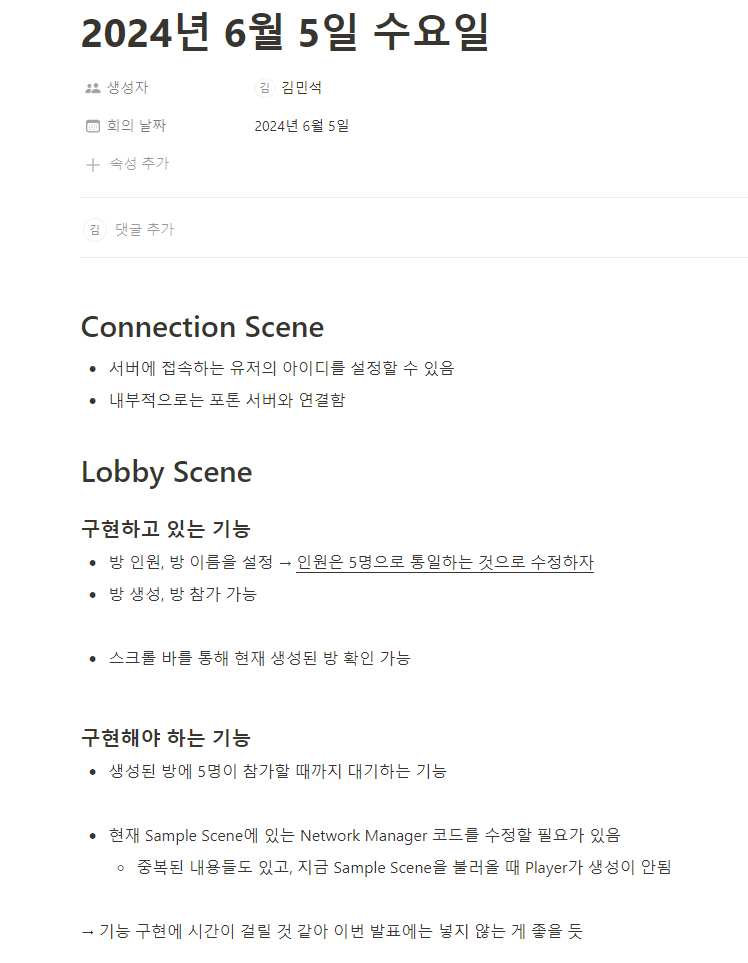 2024년 6월 5일 수요일
생성자 김 김민석
회의 날짜 2024년 6월 5일
속성 추가
김 댓글 추가
Connection Scene
• 서버에 접속하는 유저의 아이디를 설정할 수 있음
• 내부적으로는 포톤 서버와 연결함
Lobby Scene
구현하고 있는 기능
• 방 인원, 방 이름을 설정 → 인원은 5명으로 통일하는 것으로 수정하자
• 방 생성, 방 참가 가능
• 스크롤 바를 통해 현재 생성된 방 확인 가능
구현해야 하는 기능
• 생성된 방에 5명이 참가할 때까지 대기하는 기능
• 현재 Sample Scene에 있는 Network Manager 코드를 수정할 필요가 있음
◦ 중복된 내용들도 있고, 지금 Sample Scene을 불러올 때 Player가 생성이 안됨
→ 기능 구현에 시간이 걸릴 것 같아 이번 발표에는 넣지 않는 게 좋을 듯